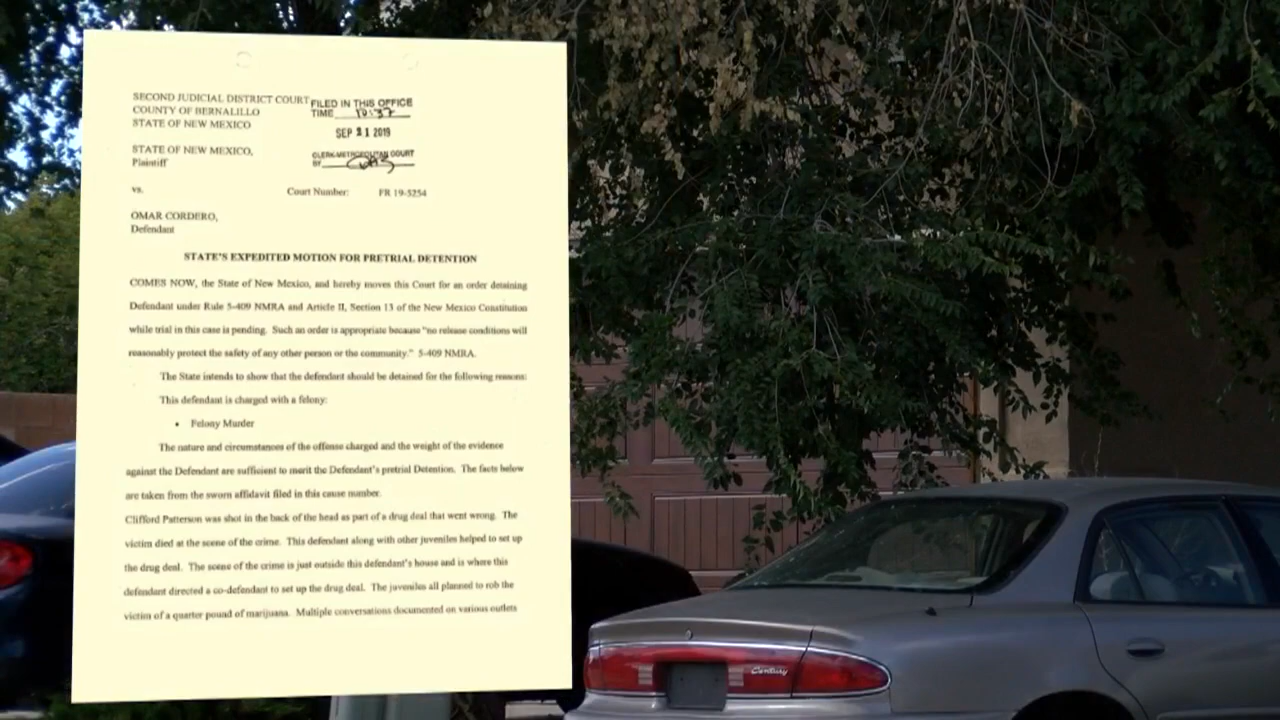 SECOND JUDICIAL DISTRICT COURT
COUNTY OF BERNALILLO
STATE OF NEW MEXICO
FILED IN THIS OFFICE
TIME 10:37
SEP 11 2019
CLERK-METROPOLITAN COURT
BY
STATE OF NEW MEXICO,
Plaintiff
vs.
Court Number: FR 19-5254
OMAR CORDERO,
Defendant
STATE'S EXPEDITED MOTION FOR PRETRIAL DETENTION
COMES NOW, the State of New Mexico, and hereby moves this Court for an order detaining
Defendant under Rule 5-409 NMRA and Article II, Section 13 of the New Mexico Constitution
while trial in this case is pending. Such an order is appropriate because "no release conditions will
reasonably protect the safety of any other person or the community." 5-409 NMRA.
The State intends to show that the defendant should be detained for the following reasons:
This defendant is charged with a felony:
• Felony Murder
The nature and circumstances of the offense charged and the weight of the evidence
against the Defendant are sufficient to merit the Defendant's pretrial Detention. The facts below
are taken from the sworn affidavit filed in this cause number.
Clifford Patterson was shot in the back of the head as part of a drug deal that went wrong. The
victim died at the scene of the crime. This defendant along with other juveniles helped to set up
the drug deal. The scene of the crime is just outside this defendant's house and is where this
defendant directed a co-defendant to set up the drug deal. The juveniles all planned to rob the
victim of a quarter pound of marijuana. Multiple conversations documented on various outlets
Century